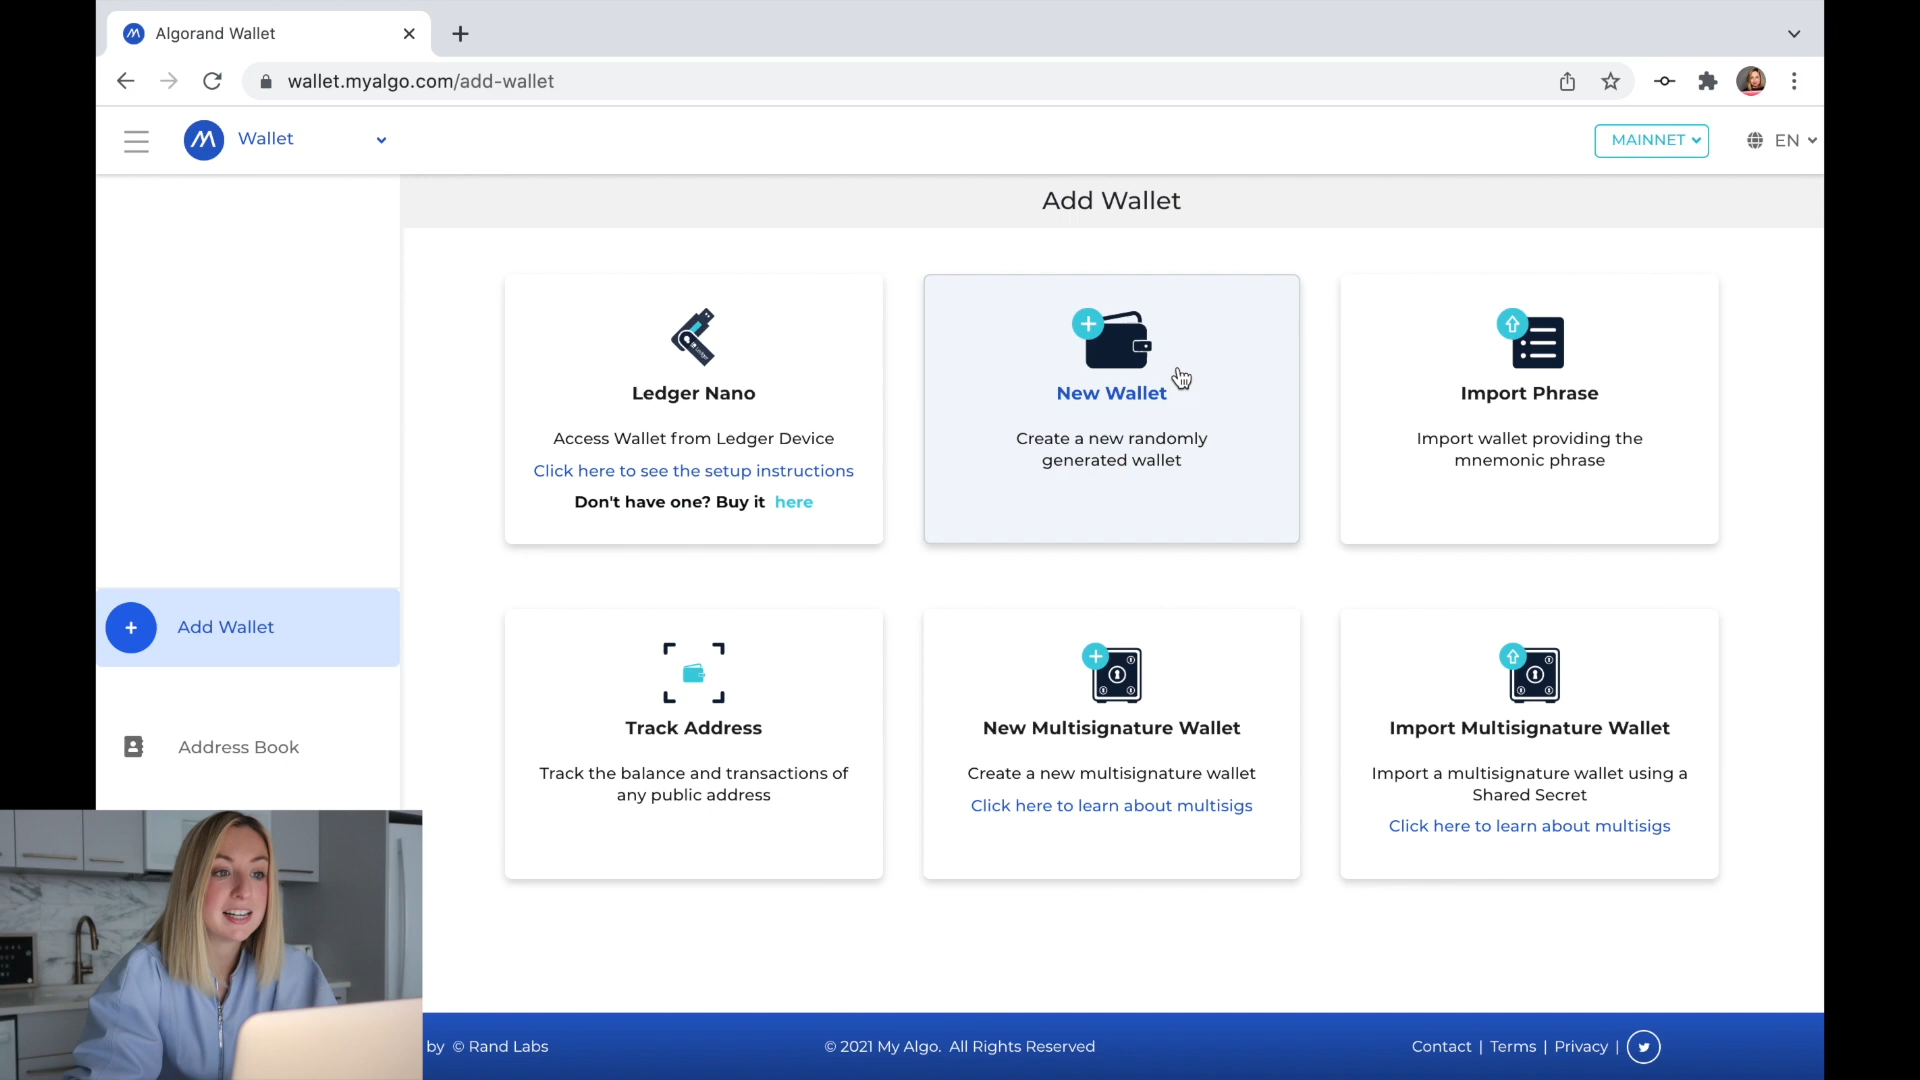 Algorand Wallet
wallet.myalgo.com/add-wallet
Wallet
MAINNET
EN
Add Wallet
Ledger Nano
Access Wallet from Ledger Device
Click here to see the setup instructions
Don't have one? Buy it here
New Wallet
Create a new randomly
generated wallet
Import Phrase
Import wallet providing the
mnemonic phrase
Add Wallet
Address Book
Track Address
Track the balance and transactions of
any public address
New Multisignature Wallet
Create a new multisignature wallet
Click here to learn about multisigs
Import Multisignature Wallet
Import a multisignature wallet using a
Shared Secret
Click here to learn about multisigs
by © Rand Labs
© 2021 My Algo. All Rights Reserved
Contact | Terms | Privacy |